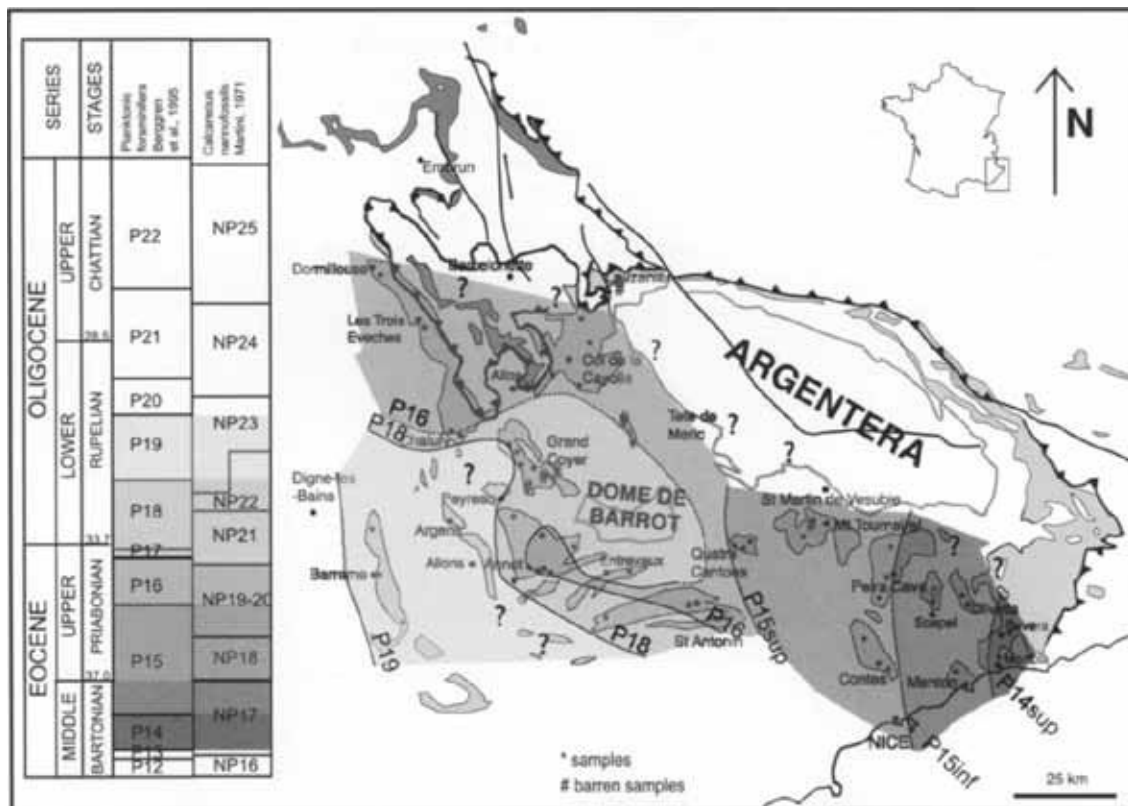 SERIES
STAGES
Planktonic
foraminifers
Berggren
et al., 1995
Calcareous
nannofossils
Martini, 1971
OLIGOCENE
UPPER
CHATTIAN
P22
NP25
28.5
P21
NP24
LOWER
RUPELIAN
P20
NP23
P19
P18
NP22
NP21
33.7
P17
EOCENE
UPPER
PRIABONIAN
P16
NP19-20
P15
NP18
37.0
MIDDLE
BARTONIAN
P14
NP17
P13
P12
NP16
N
Embrun
Dormillouse
Barcelonnette
?
?
Les Trois
Eveches
Allos
Col de la
Cayolle
?
ARGENTERA
P16
P18
Grand
Coyer
?
?
Digne-les
-Bains
?
Peyresq
DOME DE
BARROT
St Martin de Vesubie
#
Mt Tournairet
Argens
Allons
Annot
Entrevaux
Quatre
Cantons
Peira Cava
?
?
Barreme
Sospel
?
?
P19
P18
P16
St Antonin
P15sup
Contes
Menton
P14sup
NICE
P15inf
* samples
# barren samples
25 km